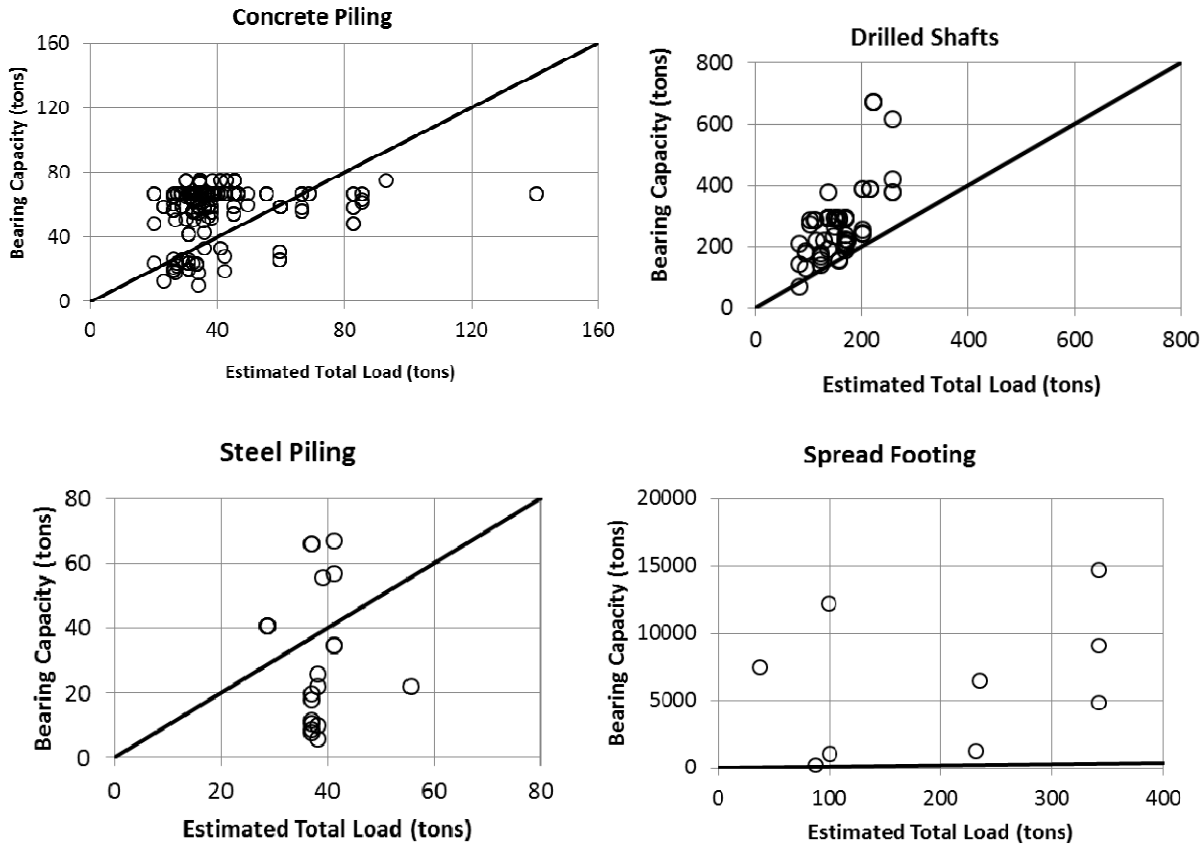 Concrete Piling
Bearing Capacity (tons)
160
120
80
40
0
0 40 80 120 160
Estimated Total Load (tons)
Drilled Shafts
Bearing Capacity (tons)
800
600
400
200
0
0 200 400 600 800
Estimated Total Load (tons)
Steel Piling
Bearing Capacity (tons)
80
60
40
20
0
0 20 40 60 80
Estimated Total Load (tons)
Spread Footing
Bearing Capacity (tons)
20000
15000
10000
5000
0
0 100 200 300 400
Estimated Total Load (tons)